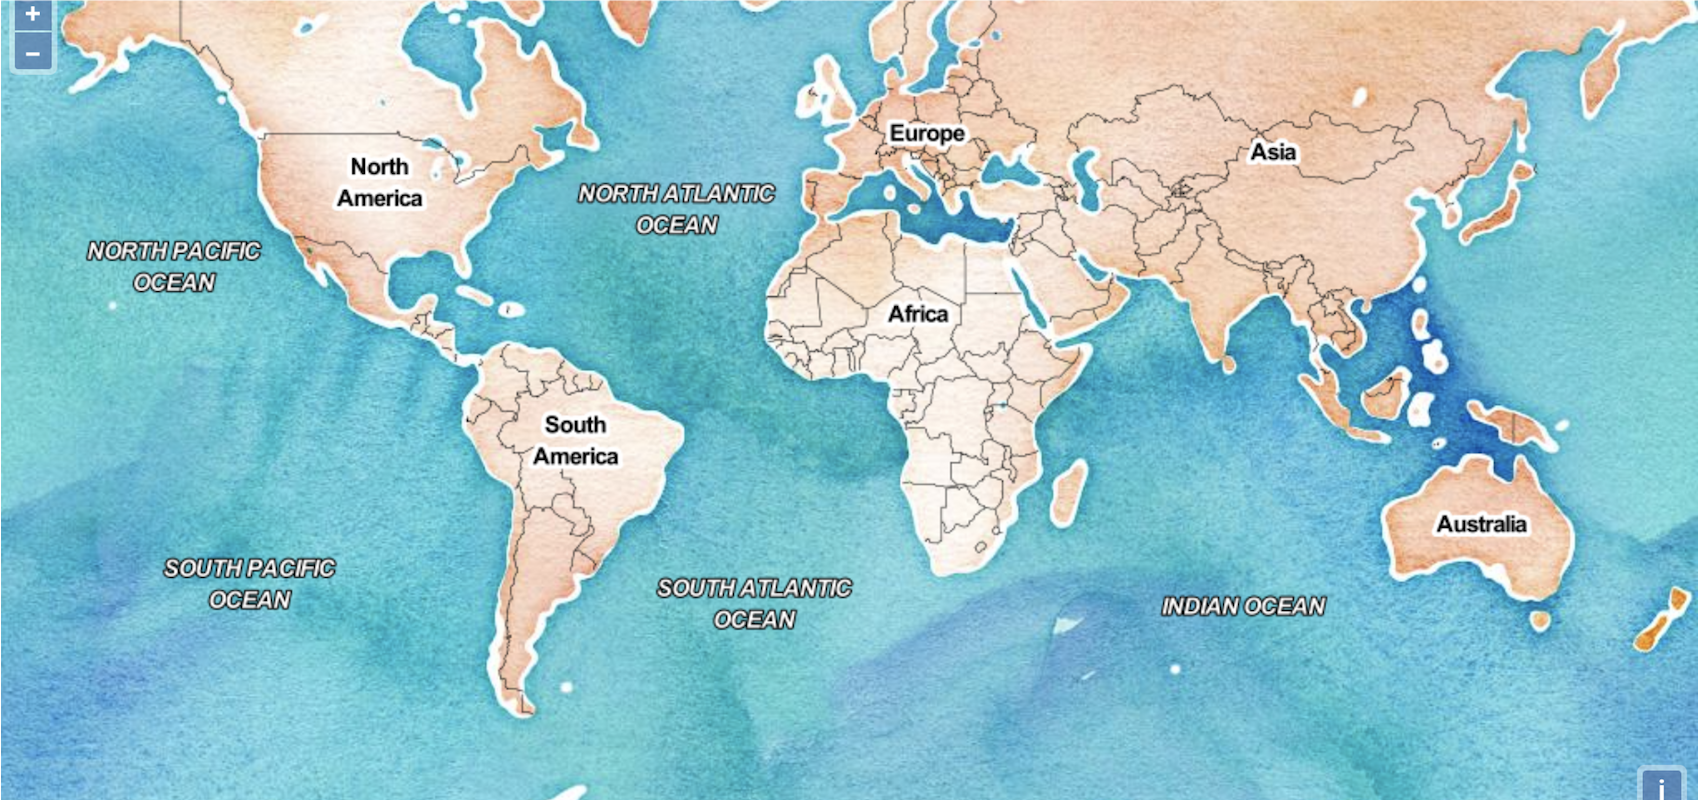 +
−
Europe
Asia
North
America
NORTH ATLANTIC
OCEAN
NORTH PACIFIC
OCEAN
Africa
South
America
Australia
SOUTH PACIFIC
OCEAN
SOUTH ATLANTIC
OCEAN
INDIAN OCEAN
i